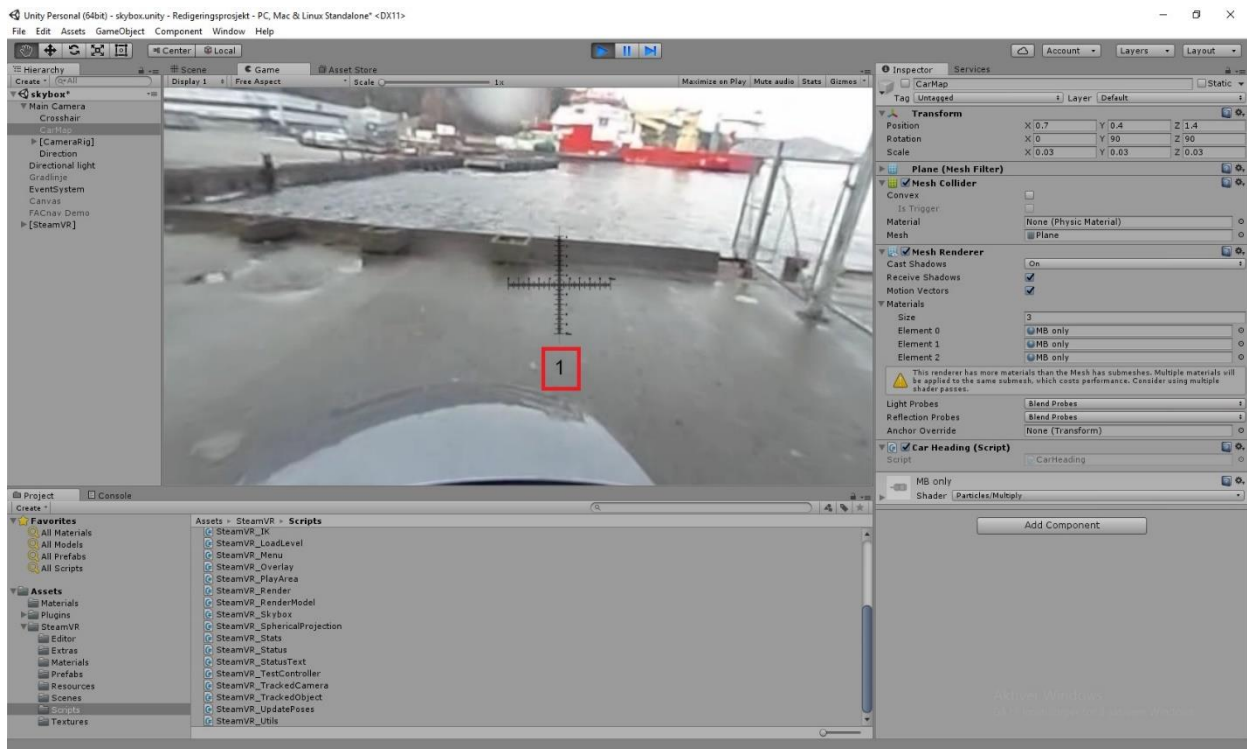 Unity Personal (64bit) - skybox.unity - Redigeringsprosjekt - PC, Mac & Linux Standalone* <DX11>
File Edit Assets GameObject Component Window Help
Center Local Account Layers Layout
Hierarchy
Create All
skybox*
Main Camera
Crosshair
CarMap
[CameraRig]
Direction
Directional light
Gradlinje
EventSystem
Canvas
FACnav Demo
[SteamVR]
Scene Game Asset Store
Display 1 Free Aspect Scale 1x Maximize on Play Mute audio Stats Gizmos
1
Inspector Services
CarMap Static
Tag Untagged Layer Default
Transform
Position X 0.7 Y 0.4 Z 1.4
Rotation X 0 Y 90 Z 90
Scale X 0.03 Y 0.03 Z 0.03
Plane (Mesh Filter)
Mesh Collider
Convex
Is Trigger
Material None (Physic Material)
Mesh Plane
Mesh Renderer
Cast Shadows On
Receive Shadows
Motion Vectors
Materials
Size 3
Element 0 MB only
Element 1 MB only
Element 2 MB only
This renderer has more materials than the Mesh has submeshes. Multiple materials will
be applied to the same submesh, which costs performance. Consider using multiple
shader passes.
Light Probes Blend Probes
Reflection Probes Blend Probes
Anchor Override None (Transform)
Car Heading (Script)
Script CarHeading
MB only
Shader Particles/Multiply
Add Component
Project Console
Create
Favorites
All Materials
All Models
All Prefabs
All Scripts
Assets
Materials
Plugins
SteamVR
Editor
Extras
Materials
Prefabs
Resources
Scenes
Scripts
Textures
Assets SteamVR Scripts
SteamVR_IK
SteamVR_LoadLevel
SteamVR_Menu
SteamVR_Overlay
SteamVR_PlayArea
SteamVR_Render
SteamVR_RenderModel
SteamVR_Skybox
SteamVR_SphericalProjection
SteamVR_Stats
SteamVR_Status
SteamVR_StatusText
SteamVR_TestController
SteamVR_TrackedCamera
SteamVR_TrackedObject
SteamVR_UpdatePoses
SteamVR_Utils